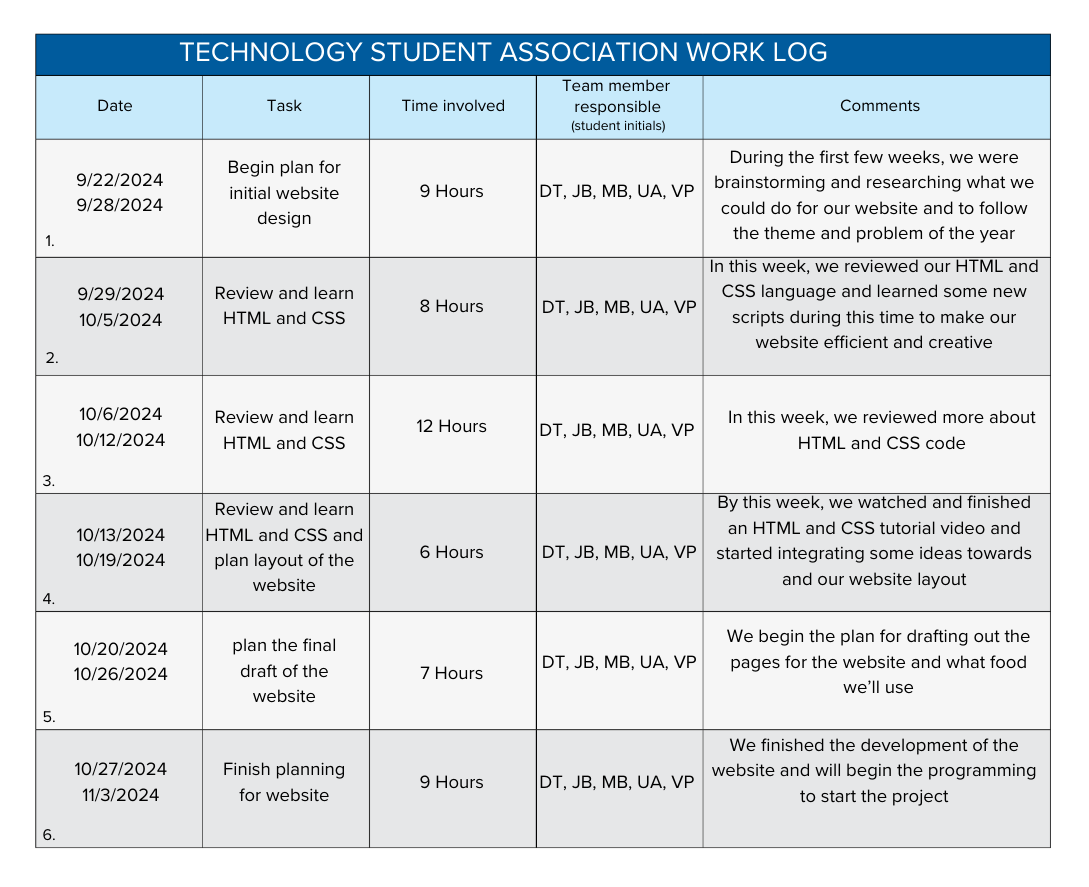 TECHNOLOGY STUDENT ASSOCIATION WORK LOG
Date
Task
Time involved
Team member
responsible
(student initials)
Comments
9/22/2024
9/28/2024
1.
Begin plan for
initial website
design
9 Hours
DT, JB, MB, UA, VP
During the first few weeks, we were
brainstorming and researching what we
could do for our website and to follow
the theme and problem of the year
9/29/2024
10/5/2024
2.
Review and learn
HTML and CSS
8 Hours
DT, JB, MB, UA, VP
In this week, we reviewed our HTML and
CSS language and learned some new
scripts during this time to make our
website efficient and creative
10/6/2024
10/12/2024
3.
Review and learn
HTML and CSS
12 Hours
DT, JB, MB, UA, VP
In this week, we reviewed more about
HTML and CSS code
10/13/2024
10/19/2024
4.
Review and learn
HTML and CSS and
plan layout of the
website
6 Hours
DT, JB, MB, UA, VP
By this week, we watched and finished
an HTML and CSS tutorial video and
started integrating some ideas towards
and our website layout
10/20/2024
10/26/2024
5.
plan the final
draft of the
website
7 Hours
DT, JB, MB, UA, VP
We begin the plan for drafting out the
pages for the website and what food
we’ll use
10/27/2024
11/3/2024
6.
Finish planning
for website
9 Hours
DT, JB, MB, UA, VP
We finished the development of the
website and will begin the programming
to start the project